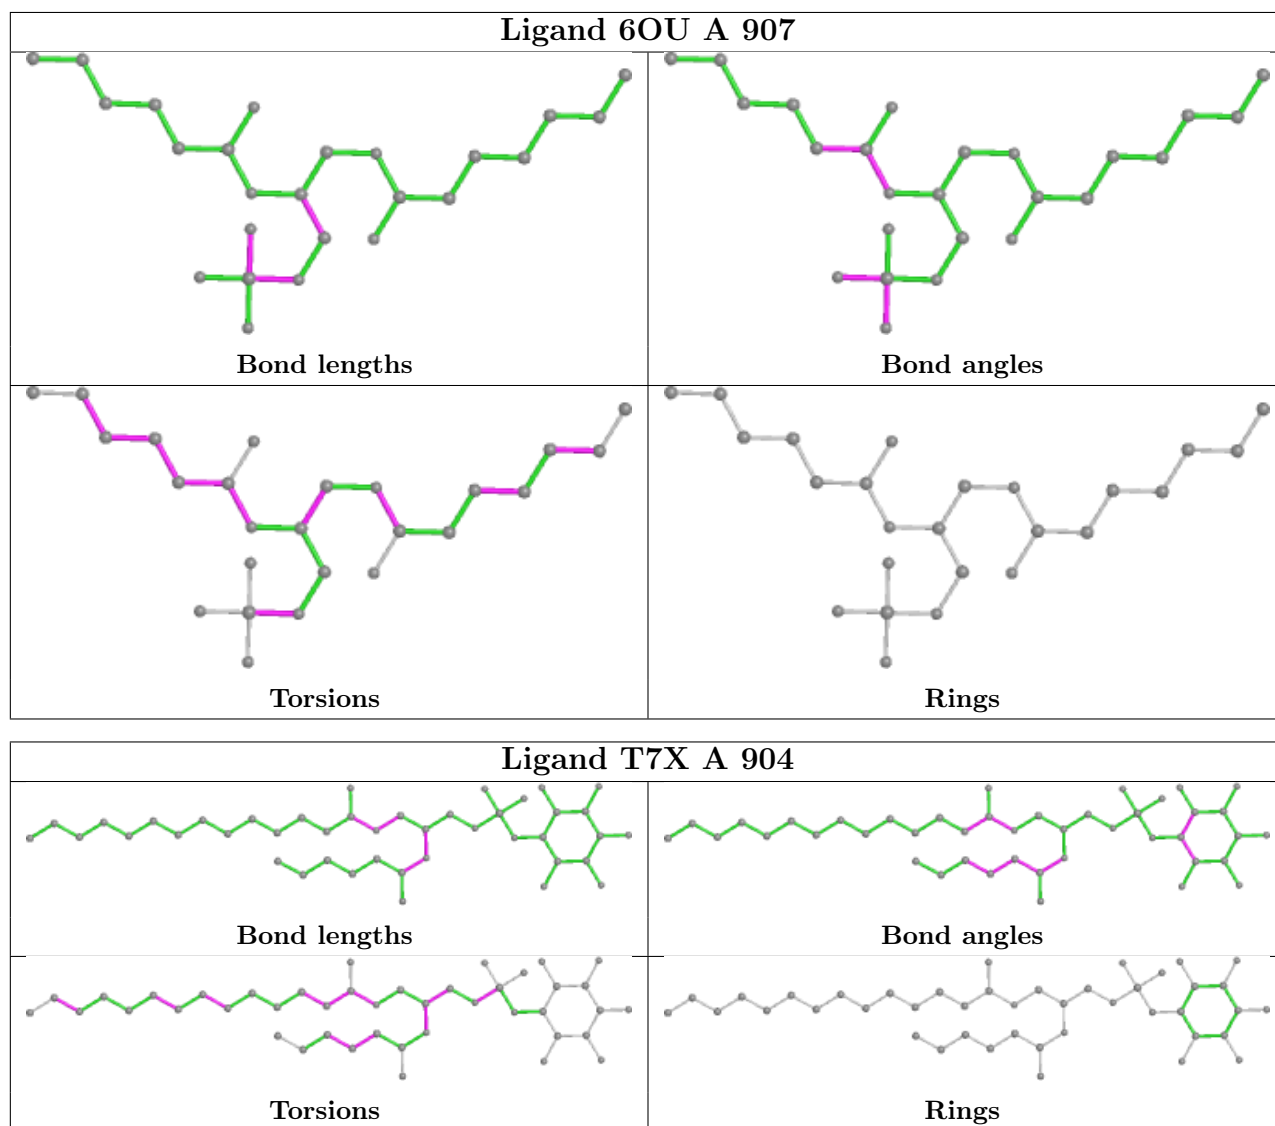 Ligand 6OU A 907
Bond lengths
Bond angles
Torsions
Rings
Ligand T7X A 904
Bond lengths
Bond angles
Torsions
Rings